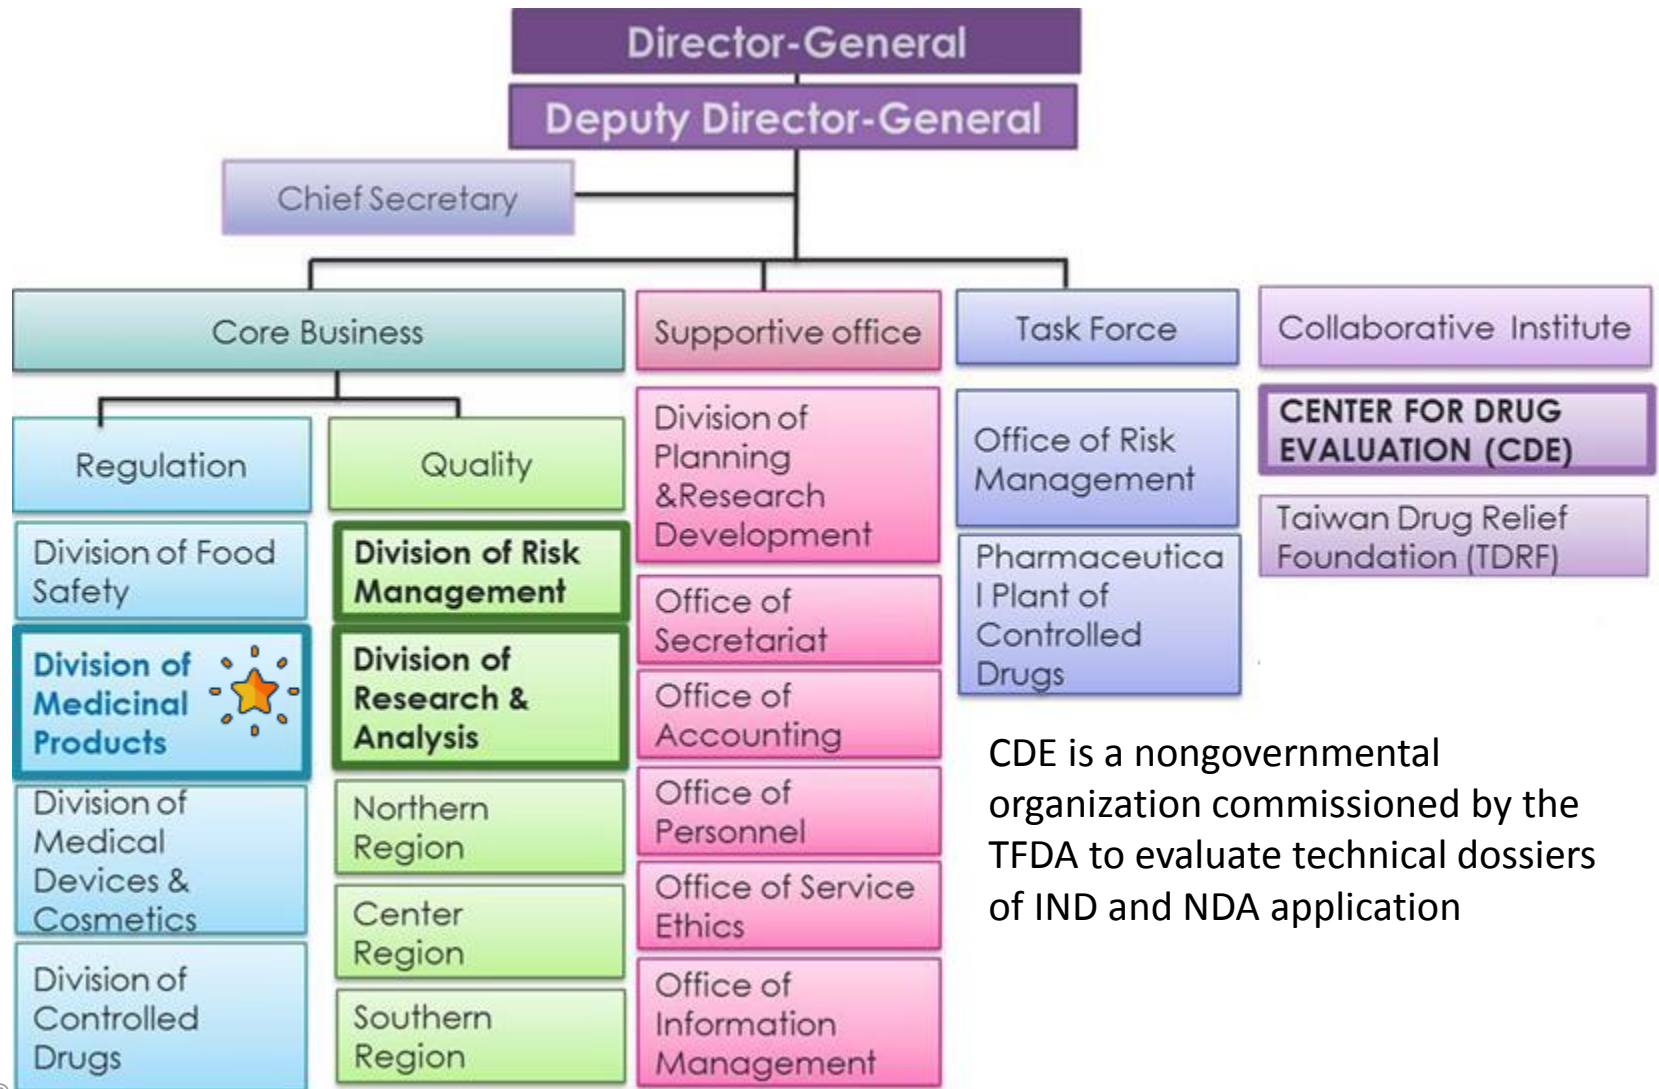 Director-General
Deputy Director-General
Chief Secretary
Core Business
Supportive office
Task Force
Collaborative Institute
Regulation
Quality
Division of Food
Safety
Division of
Medicinal
Products
Division of
Medical
Devices &
Cosmetics
Division of
Controlled
Drugs
Division of Risk
Management
Division of
Research &
Analysis
Northern
Region
Center
Region
Southern
Region
Division of
Planning
&Research
Development
Office of
Secretariat
Office of
Accounting
Office of
Personnel
Office of Service
Ethics
Office of
Information
Management
Office of Risk
Management
Pharmaceutica
l Plant of
Controlled
Drugs
CENTER FOR DRUG
EVALUATION (CDE)
Taiwan Drug Relief
Foundation (TDRF)
CDE is a nongovernmental
organization commissioned by the
TFDA to evaluate technical dossiers
of IND and NDA application